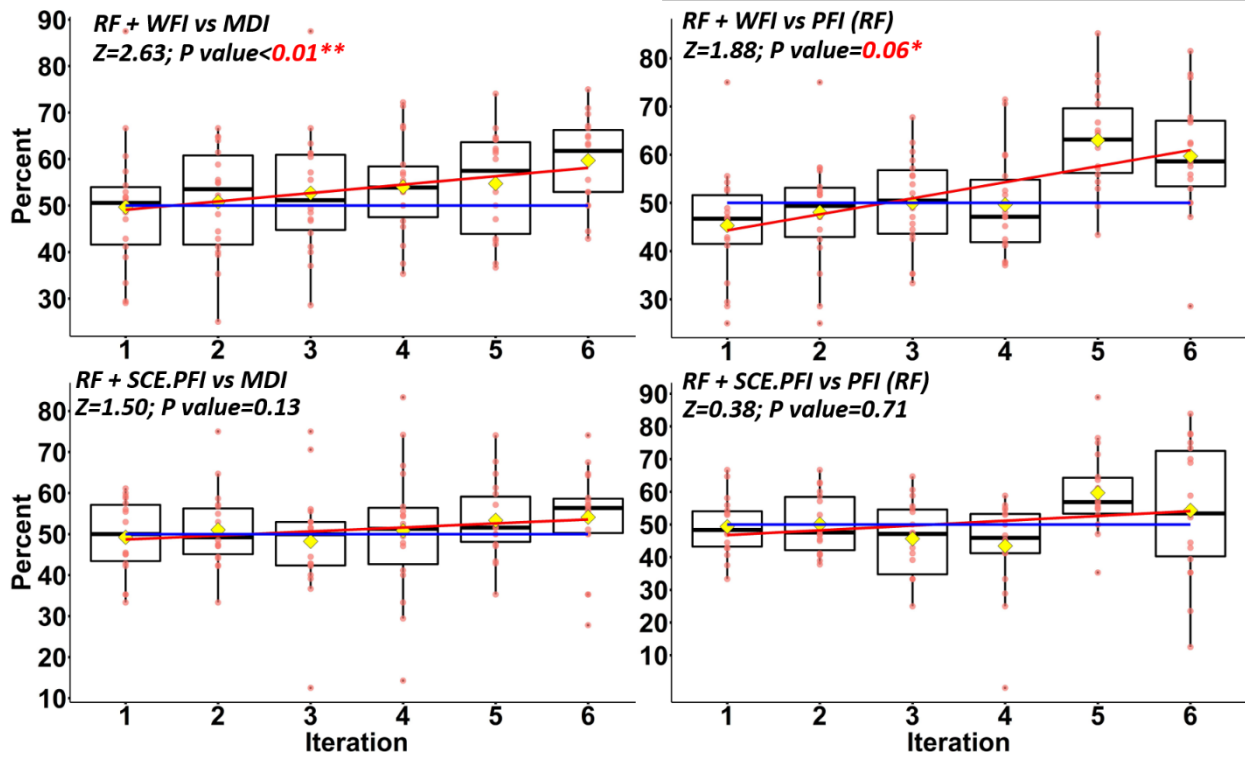 RF + WFI vs MDI
Z=2.63; P value<0.01**
90
80
70
60
50
40
30
Percent
1 2 3 4 5 6
RF + WFI vs PFI (RF)
Z=1.88; P value=0.06*
90
80
70
60
50
40
30
1 2 3 4 5 6
RF + SCE.PFI vs MDI
Z=1.50; P value=0.13
80
70
60
50
40
30
20
10
Percent
1 2 3 4 5 6
Iteration
RF + SCE.PFI vs PFI (RF)
Z=0.38; P value=0.71
90
80
70
60
50
40
30
20
10
1 2 3 4 5 6
Iteration